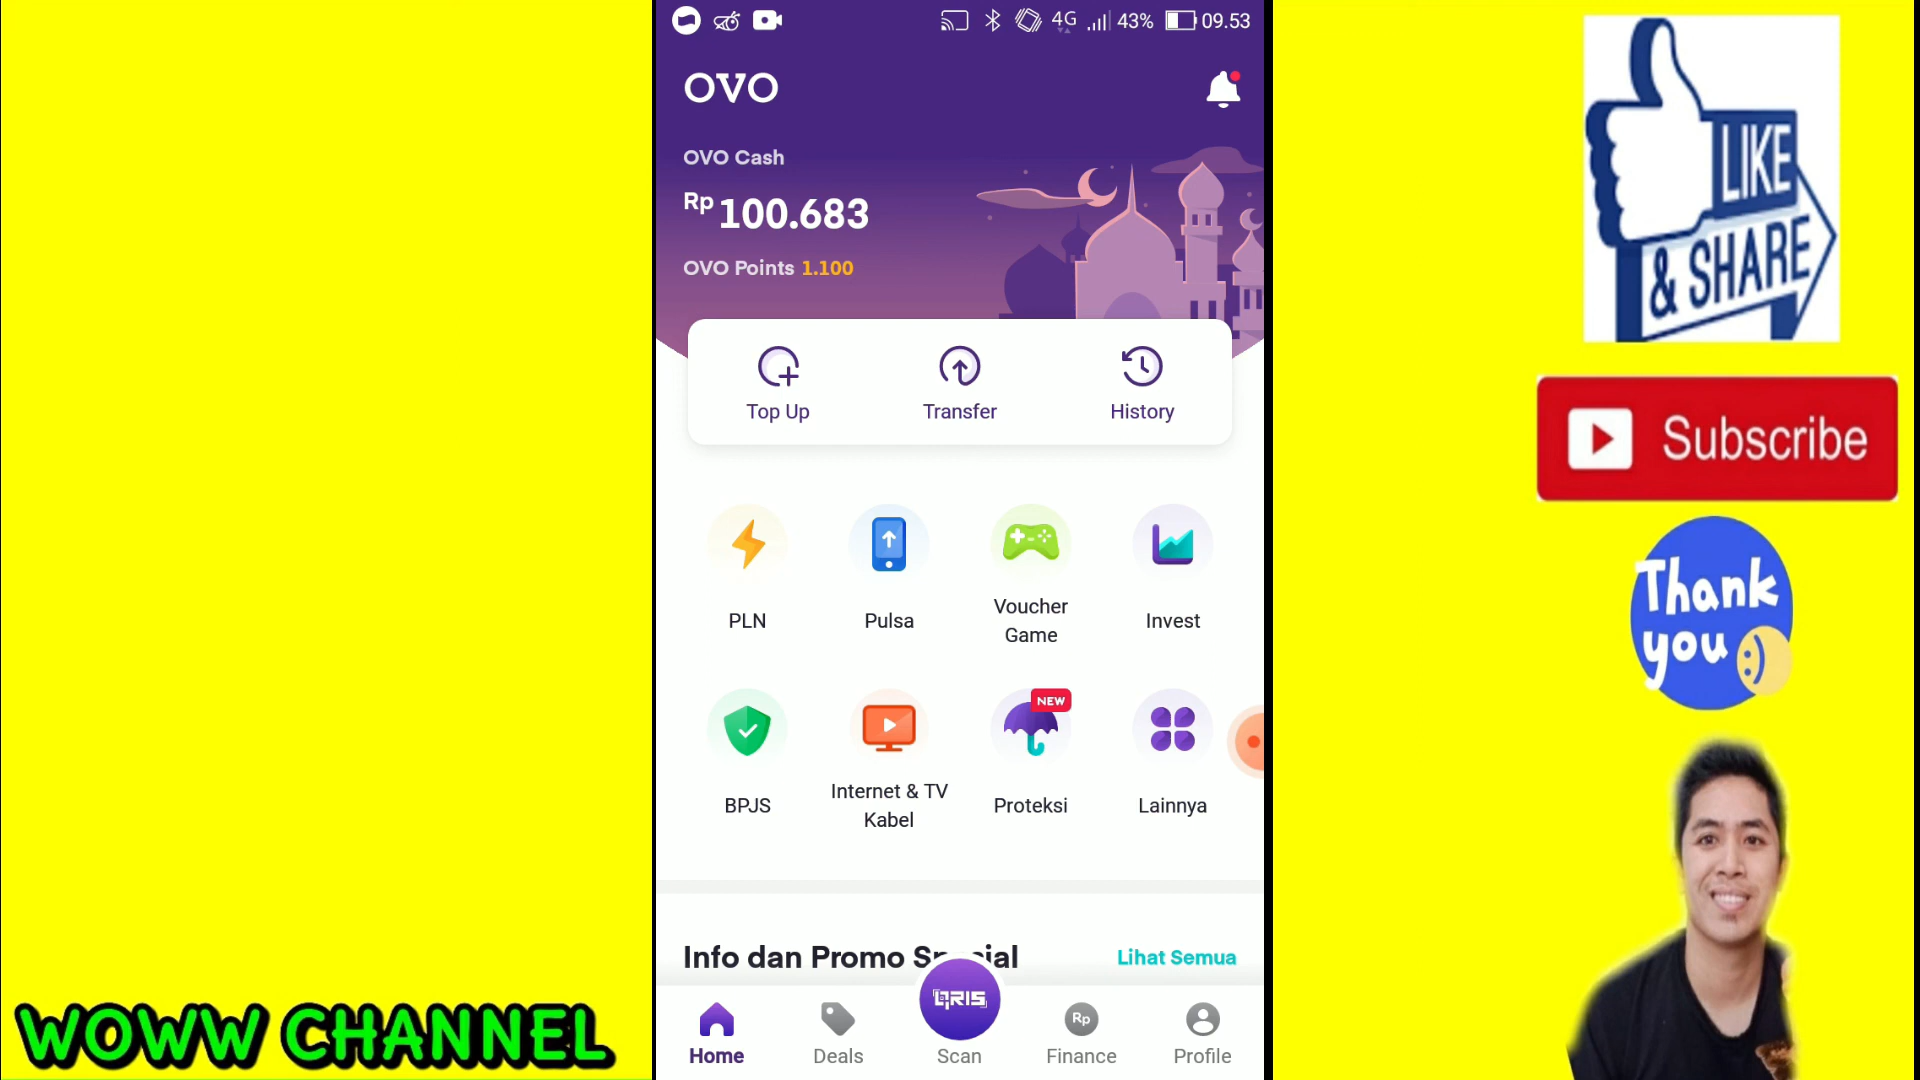 4G 43% 09.53
OVO
OVO Cash
Rp 100.683
OVO Points 1.100
Top Up
Transfer
History
PLN
Pulsa
Voucher
Game
Invest
BPJS
Internet & TV
Kabel
NEW
Proteksi
Lainnya
Info dan Promo
Lihat Semua
QRIS
Rp
Home
Deals
Scan
Finance
Profile
LIKE
& SHARE
Subscribe
Thank
you :)
WOWW CHANNEL